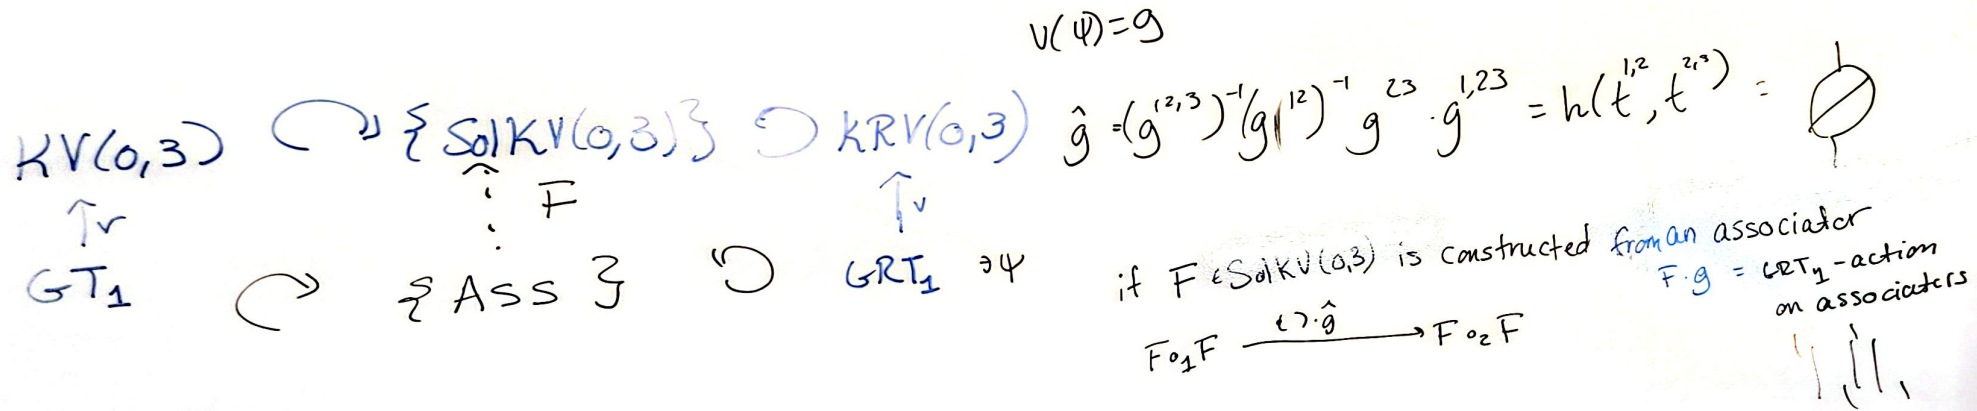 ν(ψ)=g
KV(0,3) ↷ {SolKV(0,3)} ↶ KRV(0,3) ĝ =(g^{12,3})^{-1}(g^{12})^{-1} g^{23} · g^{1,23} = h(t^{1,2}, t^{2,3}) =
↑ν F ↑ν
GT₁ ↷ {ASS} ↶ GRT₁ ∋ψ
if F ∈ SolKV(0,3) is constructed from an associator
F·g = GRT₁-action
on associators
F∘₁F —( )·ĝ→ F∘₂F